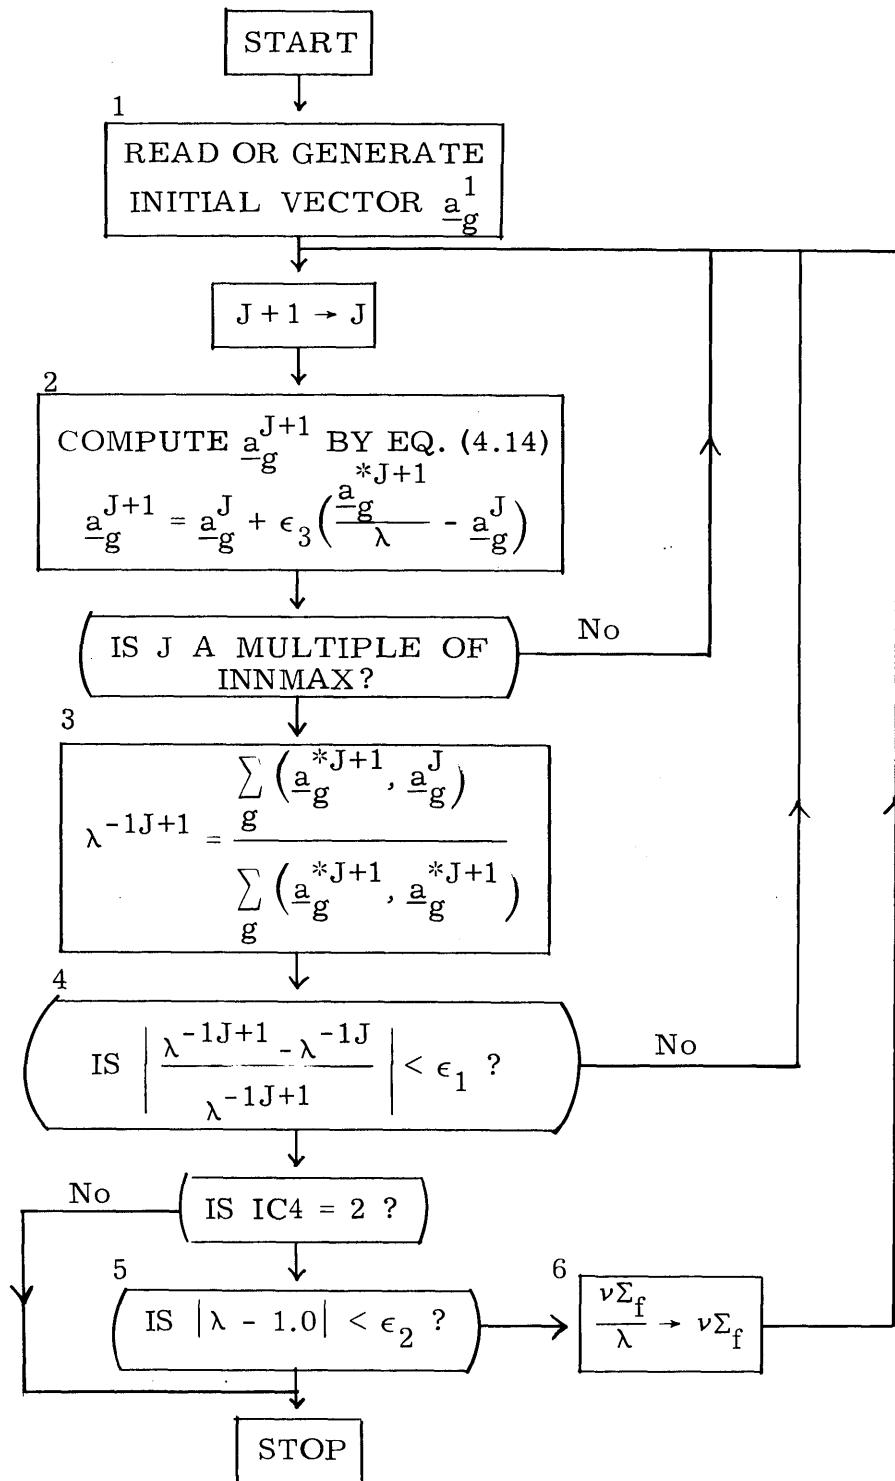 START
1
READ OR GENERATE
INITIAL VECTOR a_g^1
J + 1 → J
2
COMPUTE a_g^{J+1} BY EQ. (4.14)
a_g^{J+1} = a_g^J + ϵ_3 ( a_g^{*J+1} / λ - a_g^J )
IS J A MULTIPLE OF
INNMAX?
No
3
λ^{-1J+1} = ∑_g ( a_g^{*J+1}, a_g^J ) / ∑_g ( a_g^{*J+1}, a_g^{*J+1} )
4
IS | (λ^{-1J+1} - λ^{-1J}) / λ^{-1J+1} | < ϵ_1 ?
No
No
IS IC4 = 2 ?
5
IS |λ - 1.0| < ϵ_2 ?
6
νΣ_f / λ → νΣ_f
STOP